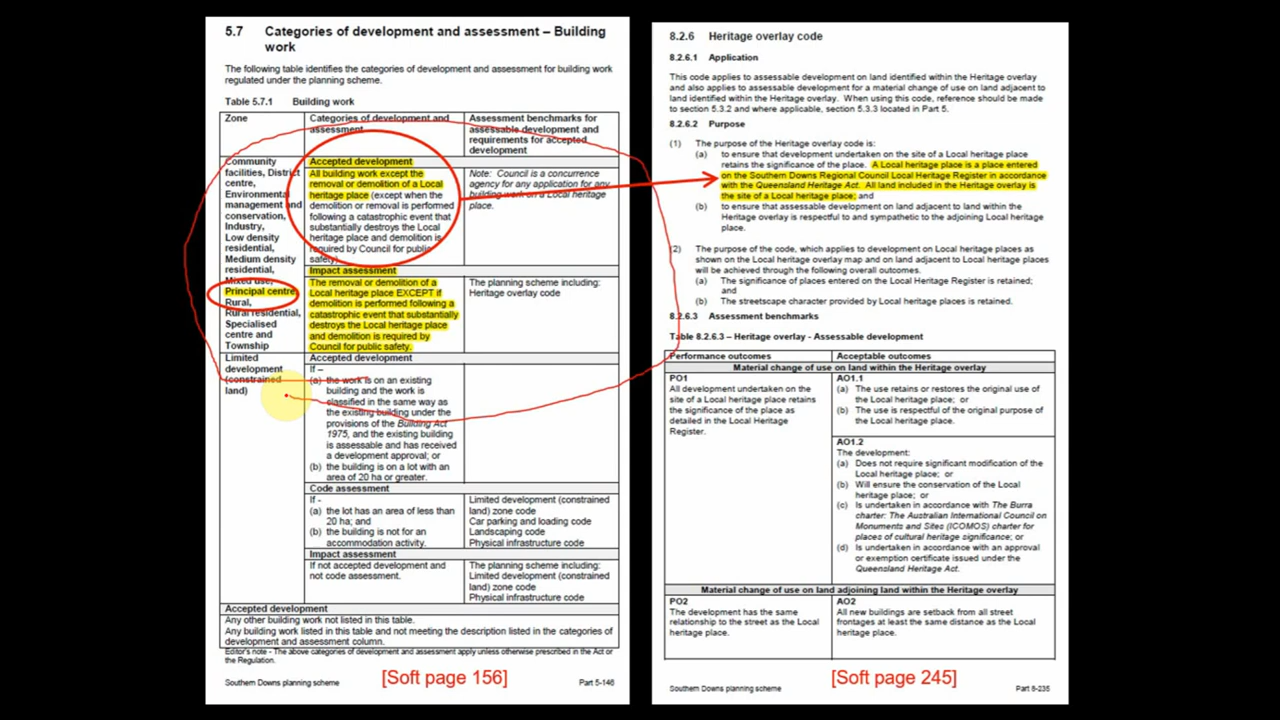 5.7 Categories of development and assessment – Building
work
The following table identifies the categories of development and assessment for building work
regulated under the planning scheme.
Table 5.7.1 Building work
Zone
Categories of development and
assessment
Assessment benchmarks for
assessable development and
requirements for accepted
development
Community
facilities, District
centre,
Environmental
management and
conservation,
Industry,
Low density
residential,
Medium density
residential,
Mixed use,
Principal centre,
Rural,
Rural residential,
Specialised
centre and
Township
Accepted development
All building work except the
removal or demolition of a Local
heritage place (except when the
demolition or removal is performed
following a catastrophic event that
substantially destroys the Local
heritage place and demolition is
required by Council for public
safety)
Note: Council is a concurrence
agency for any application for any
building work on a Local heritage
place.
Impact assessment
The removal or demolition of a
Local heritage place EXCEPT if
demolition is performed following a
catastrophic event that substantially
destroys the Local heritage place
and demolition is required by
Council for public safety.
The planning scheme including:
Heritage overlay code
Limited
development
(constrained
land)
Accepted development
If –
(a) the work is on an existing
building and the work is
classified in the same way as
the existing building under the
provisions of the Building Act
1975, and the existing building
is assessable and has received
a development approval; or
(b) the building is on a lot with an
area of 20 ha or greater.
Code assessment
If -
(a) the lot has an area of less than
20 ha; and
(b) the building is not for an
accommodation activity.
Limited development (constrained
land) zone code
Car parking and loading code
Landscaping code
Physical infrastructure code
Impact assessment
If not accepted development and
not code assessment.
The planning scheme including:
Limited development (constrained
land) zone code
Physical infrastructure code
Accepted development
Any other building work not listed in this table.
Any building work listed in this table and not meeting the description listed in the categories of
development and assessment column.
Editor's note - The above categories of development and assessment apply unless otherwise prescribed in the Act or
the Regulation.
[Soft page 156]
Southern Downs planning scheme
Part 5-146
8.2.6 Heritage overlay code
8.2.6.1 Application
This code applies to assessable development on land identified within the Heritage overlay
and also applies to assessable development for a material change of use on land adjacent to
land identified within the Heritage overlay. When using this code, reference should be made
to section 5.3.2 and where applicable, section 5.3.3 located in Part 5.
8.2.6.2 Purpose
(1) The purpose of the Heritage overlay code is:
(a) to ensure that development undertaken on the site of a Local heritage place
retains the significance of the place. A Local heritage place is a place entered
on the Southern Downs Regional Council Local Heritage Register in accordance
with the Queensland Heritage Act. All land included in the Heritage overlay is
the site of a Local heritage place; and
(b) to ensure that assessable development on land adjacent to land within the
Heritage overlay is respectful to and sympathetic to the adjoining Local heritage
place.
(2) The purpose of the code, which applies to development on Local heritage places as
shown on the Local heritage overlay map and on land adjacent to Local heritage places
will be achieved through the following overall outcomes.
(a) The significance of places entered on the Local Heritage Register is retained;
and
(b) The streetscape character provided by Local heritage places is retained.
8.2.6.3 Assessment benchmarks
Table 8.2.6.3 – Heritage overlay - Assessable development
Performance outcomes
Acceptable outcomes
Material change of use on land within the Heritage overlay
PO1
All development undertaken on the
site of a Local heritage place retains
the significance of the place as
detailed in the Local Heritage
Register.
AO1.1
(a) The use retains or restores the original use of
the Local heritage place; or
(b) The use is respectful of the original purpose of
the Local heritage place.
AO1.2
The development:
(a) Does not require significant modification of the
Local heritage place; or
(b) Will ensure the conservation of the Local
heritage place; or
(c) Is undertaken in accordance with The Burra
charter: The Australian International Council on
Monuments and Sites (ICOMOS) charter for
places of cultural heritage significance; or
(d) Is undertaken in accordance with an approval
or exemption certificate issued under the
Queensland Heritage Act.
Material change of use on land adjoining land within the Heritage overlay
PO2
The development has the same
relationship to the street as the Local
heritage place.
AO2
All new buildings are setback from all street
frontages at least the same distance as the Local
heritage place.
[Soft page 245]
Southern Downs planning scheme
Part 8-235